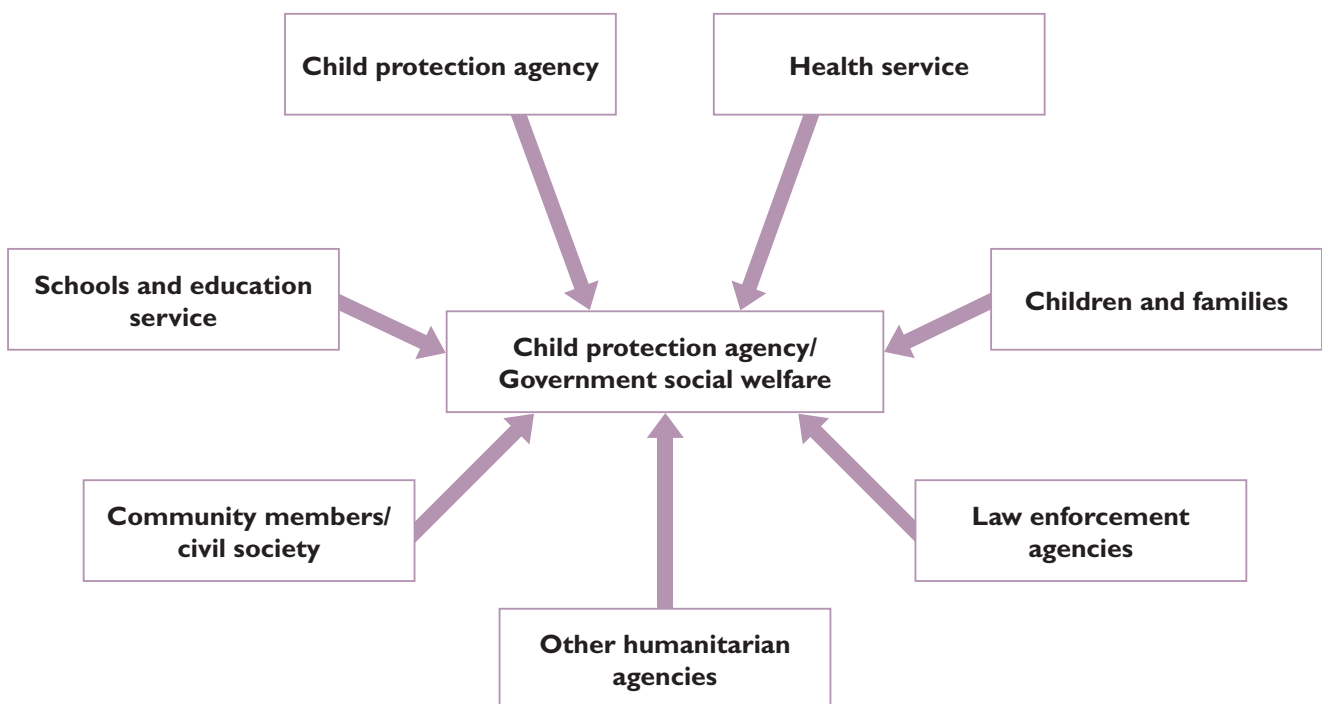 Child protection agency
Health service
Schools and education
service
Children and families
Child protection agency/
Government social welfare
Community members/
civil society
Law enforcement
agencies
Other humanitarian
agencies